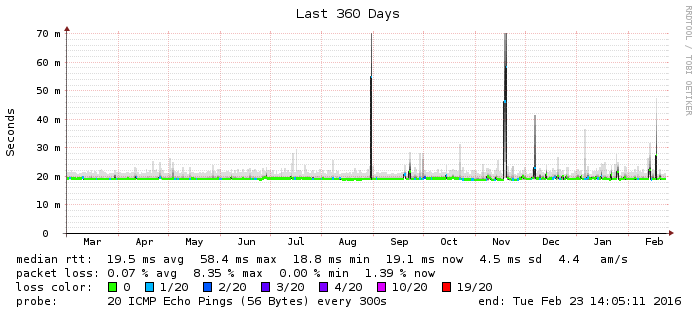 Last 360 Days
RRDTOOL / TOBI OETIKER
Seconds
70 m
60 m
50 m
40 m
30 m
20 m
10 m
0
Mar Apr May Jun Jul Aug Sep Oct Nov Dec Jan Feb
median rtt: 19.5 ms avg 58.4 ms max 18.8 ms min 19.1 ms now 4.5 ms sd 4.4 am/s
packet loss: 0.07 % avg 8.35 % max 0.00 % min 1.39 % now
loss color: 0 1/20 2/20 3/20 4/20 10/20 19/20
probe: 20 ICMP Echo Pings (56 Bytes) every 300s end: Tue Feb 23 14:05:11 2016